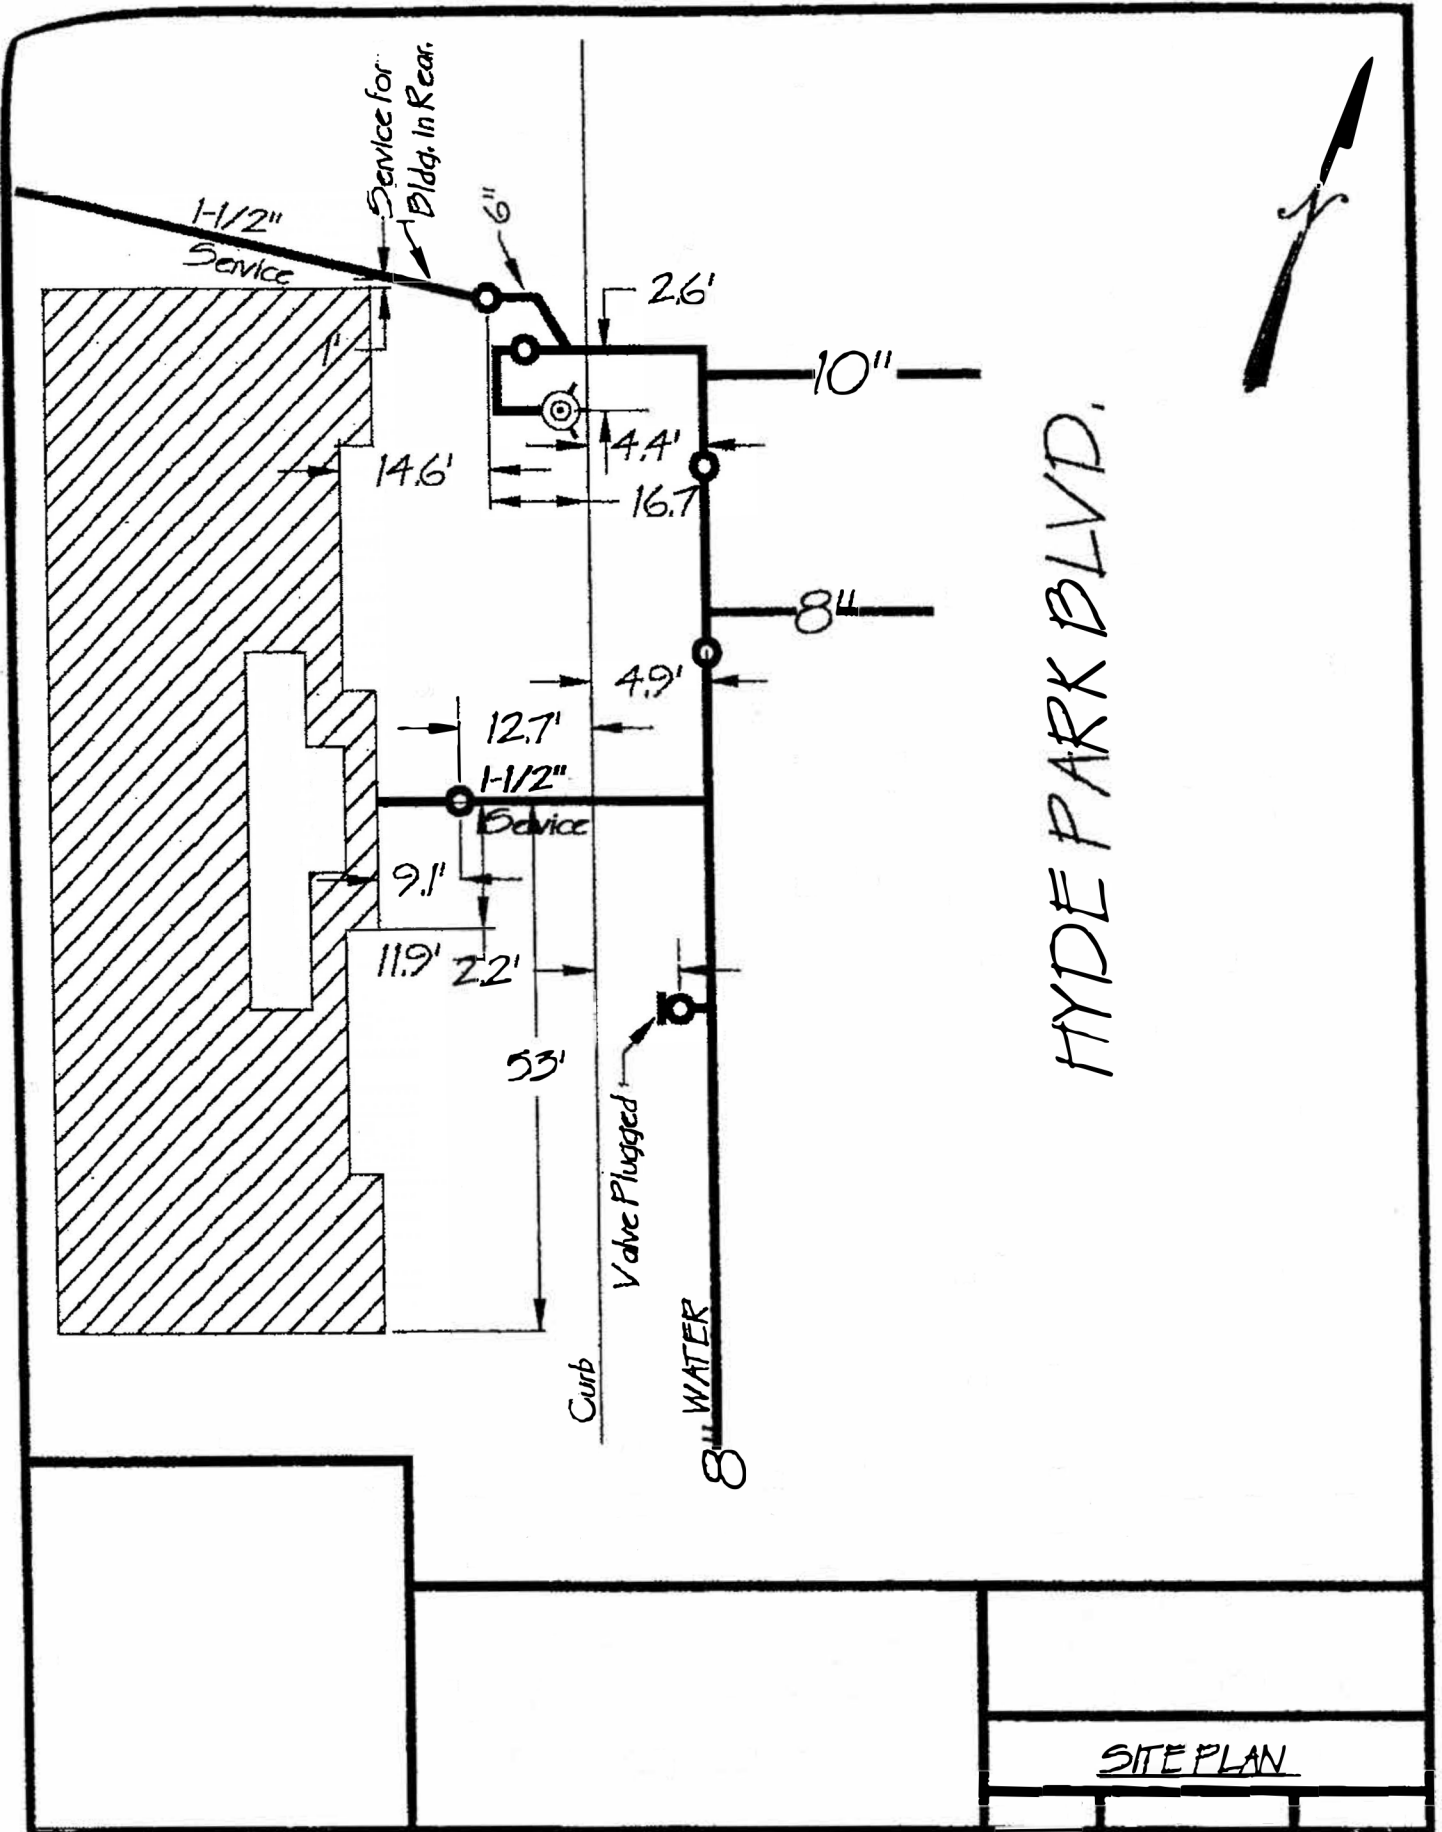 Service for
Bldg. In Rear.
6"
1-1/2"
Service
2.6'
1'
10"
N
4.4'
14.6'
16.7'
8"
4.9'
12.7'
1-1/2"
Service
9.1'
11.9'
2.2'
53'
Valve Plugged
HYDE PARK BLVD.
Curb
8" WATER
SITE PLAN